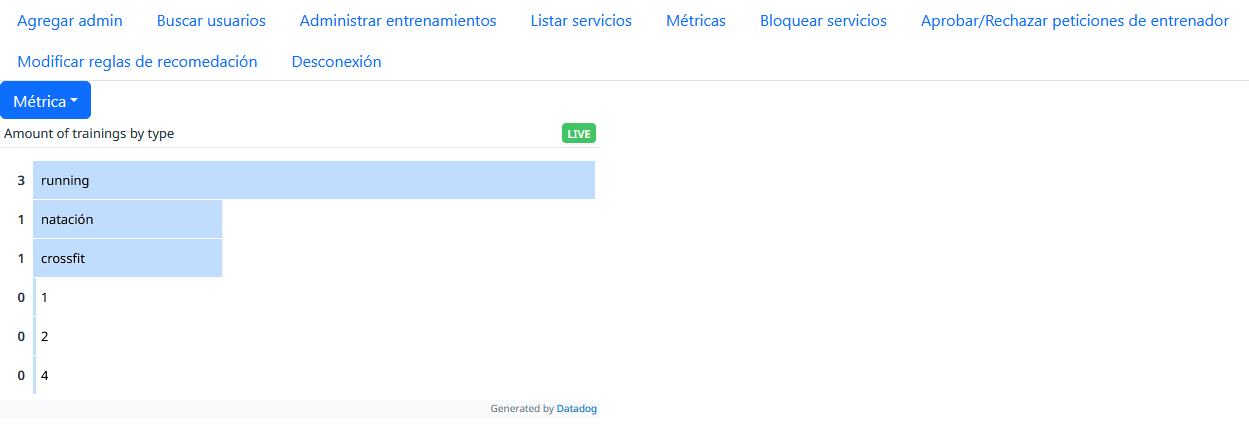 Agregar admin Buscar usuarios Administrar entrenamientos Listar servicios Métricas Bloquear servicios Aprobar/Rechazar peticiones de entrenador
Modificar reglas de recomedación Desconexión
Métrica
Amount of trainings by type LIVE
3 running
1 natación
1 crossfit
0 1
0 2
0 4
Generated by Datadog